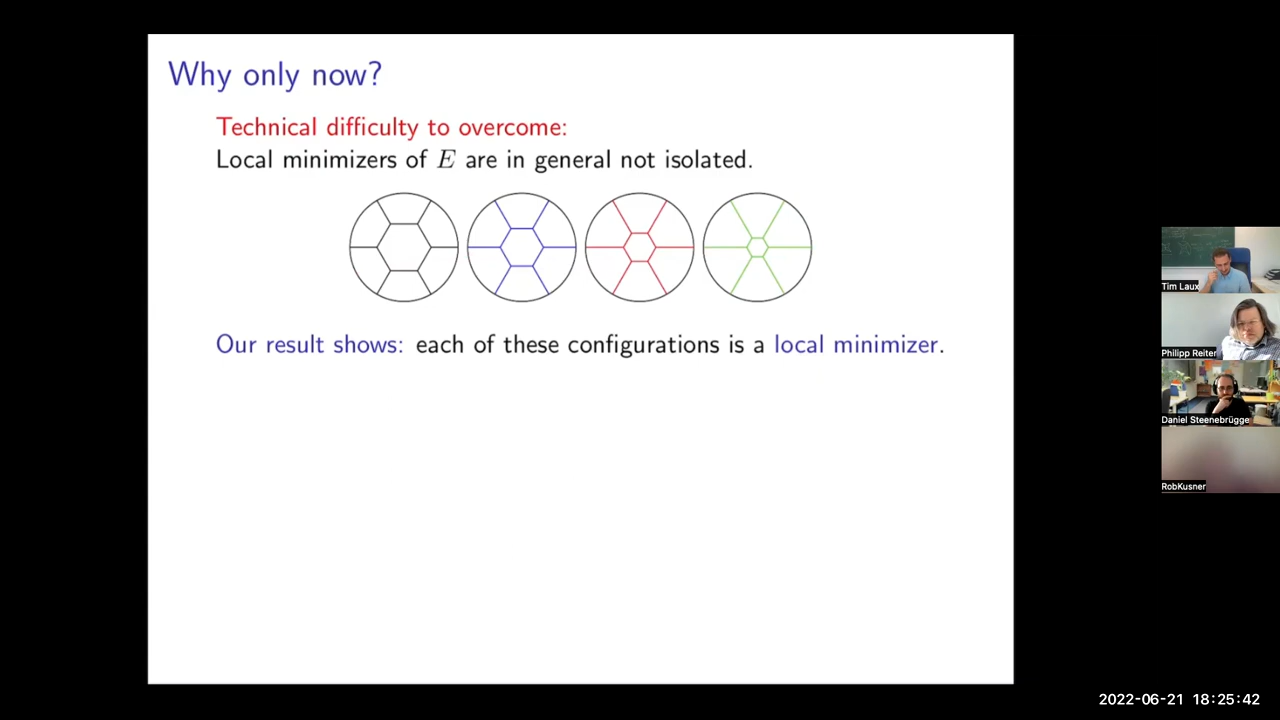 Why only now?
Technical difficulty to overcome:
Local minimizers of E are in general not isolated.
Our result shows: each of these configurations is a local minimizer.
Tim Laux
Philipp Reiter
Daniel Steenebrügge
RobKusner
2022-06-21 18:25:42